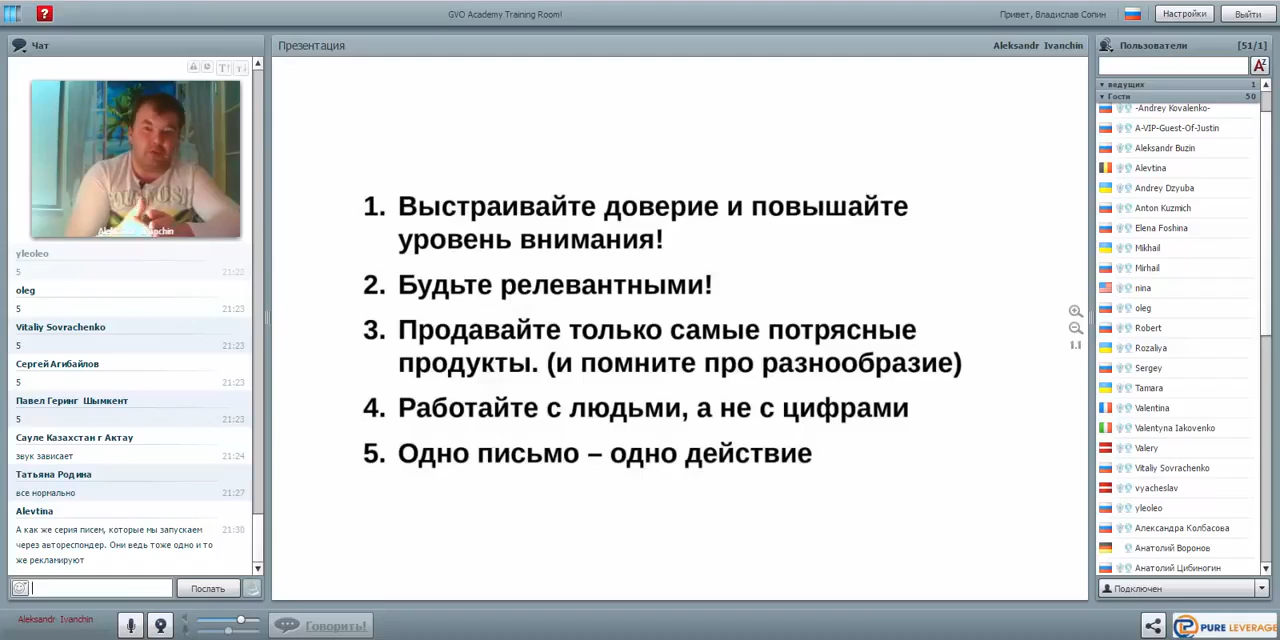 GVO Academy Training Room!
Привет, Владислав Сопин
Настройки
Выйти
Чат
Aleksandr Ivanchin
yleoleo
5 21:22
oleg
5 21:23
Vitaliy Sovrachenko
5 21:23
Сергей Агибайлов
5 21:23
Павел Геринг Шымкент
5 21:23
Сауле Казахстан г Актау
звук зависает 21:24
Татьяна Родина
все нормально 21:27
Alevtina
А как же серия писем, которые мы запускаем 21:30
через автореспондер. Они ведь тоже одно и то
же рекламируют
Послать
Презентация
Aleksandr Ivanchin
1. Выстраивайте доверие и повышайте
уровень внимания!
2. Будьте релевантными!
3. Продавайте только самые потрясные
продукты. (и помните про разнообразие)
4. Работайте с людьми, а не с цифрами
5. Одно письмо – одно действие
1.1
Пользователи [51/1]
ведущих 1
Гости 50
-Andrey Kovalenko-
A-VIP-Guest-Of-Justin
Aleksandr Buzin
Alevtina
Andrey Dzyuba
Anton Kuzmich
Elena Foshina
Mikhail
Mirhail
nina
oleg
Robert
Rozaliya
Sergey
Tamara
Valentina
Valentyna Iakovenko
Valery
Vitaliy Sovrachenko
vyacheslav
yleoleo
Александра Колбасова
Анатолий Воронов
Анатолий Цибиногин
Подключен
Aleksandr Ivanchin
Говорить!
PURE LEVERAGE